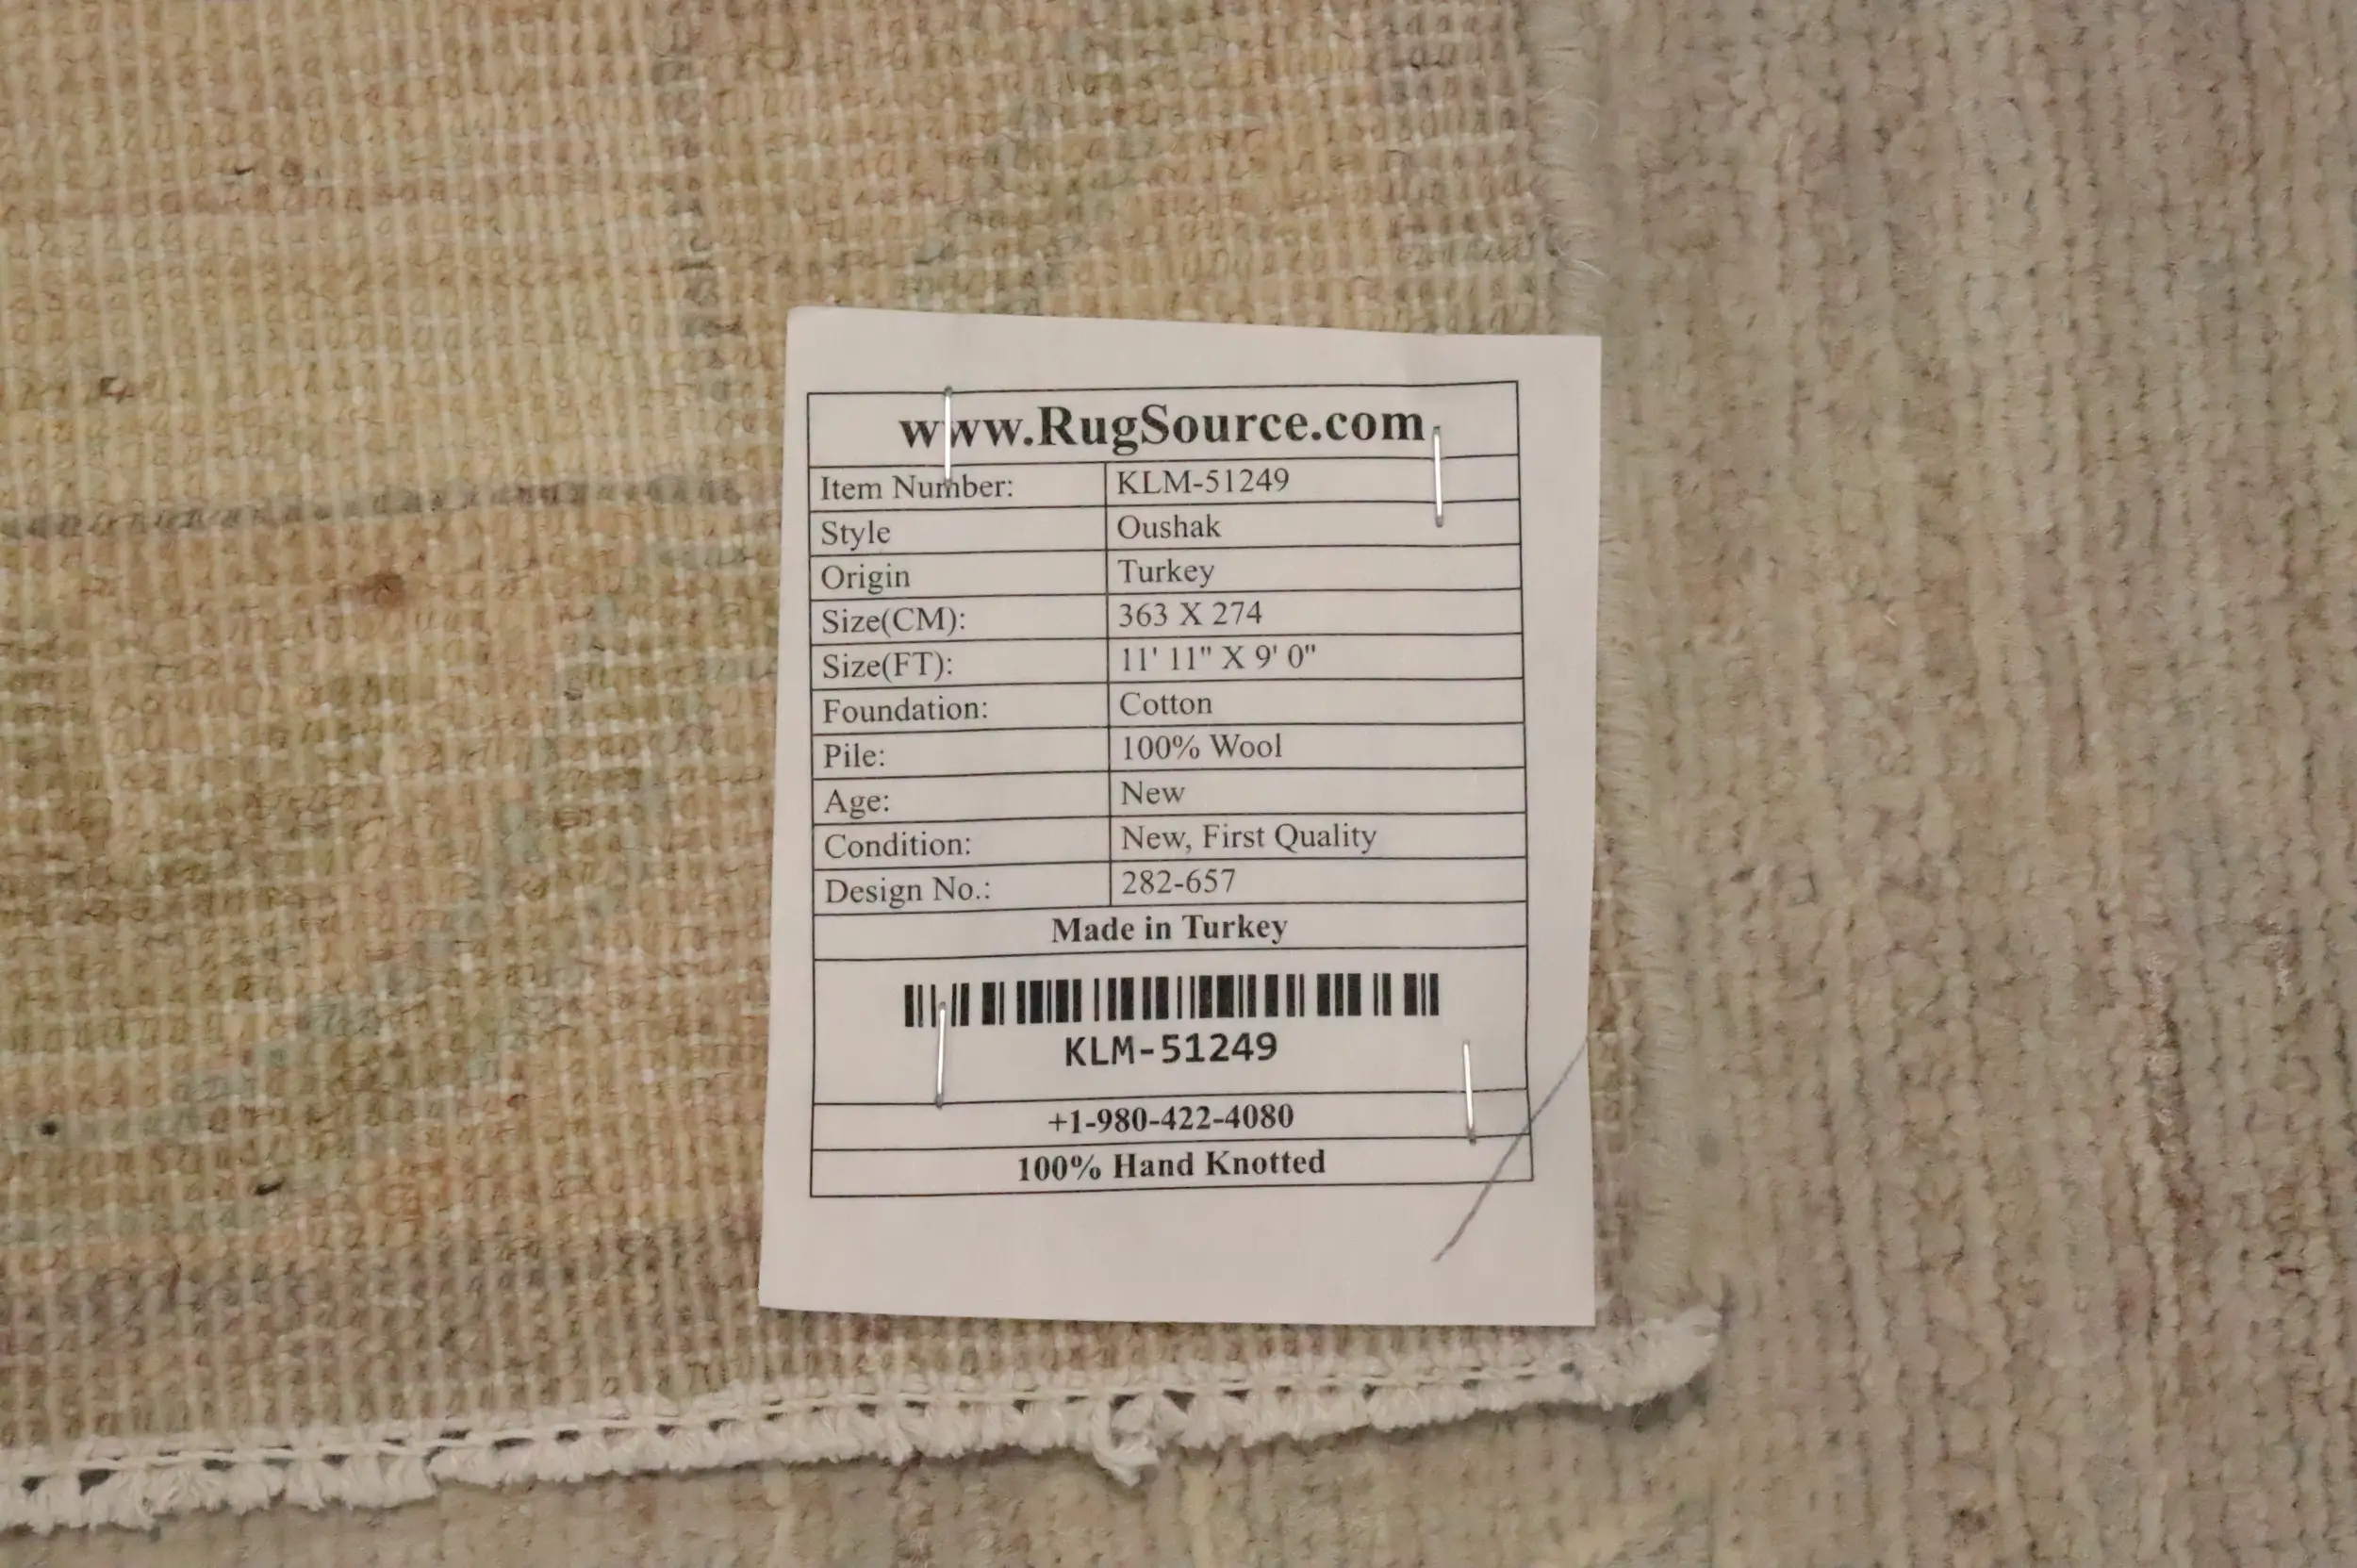 www.RugSource.com
Item Number: KLM-51249
Style Oushak
Origin Turkey
Size(CM): 363 X 274
Size(FT): 11' 11" X 9' 0"
Foundation: Cotton
Pile: 100% Wool
Age: New
Condition: New, First Quality
Design No.: 282-657
Made in Turkey
KLM-51249
+1-980-422-4080
100% Hand Knotted